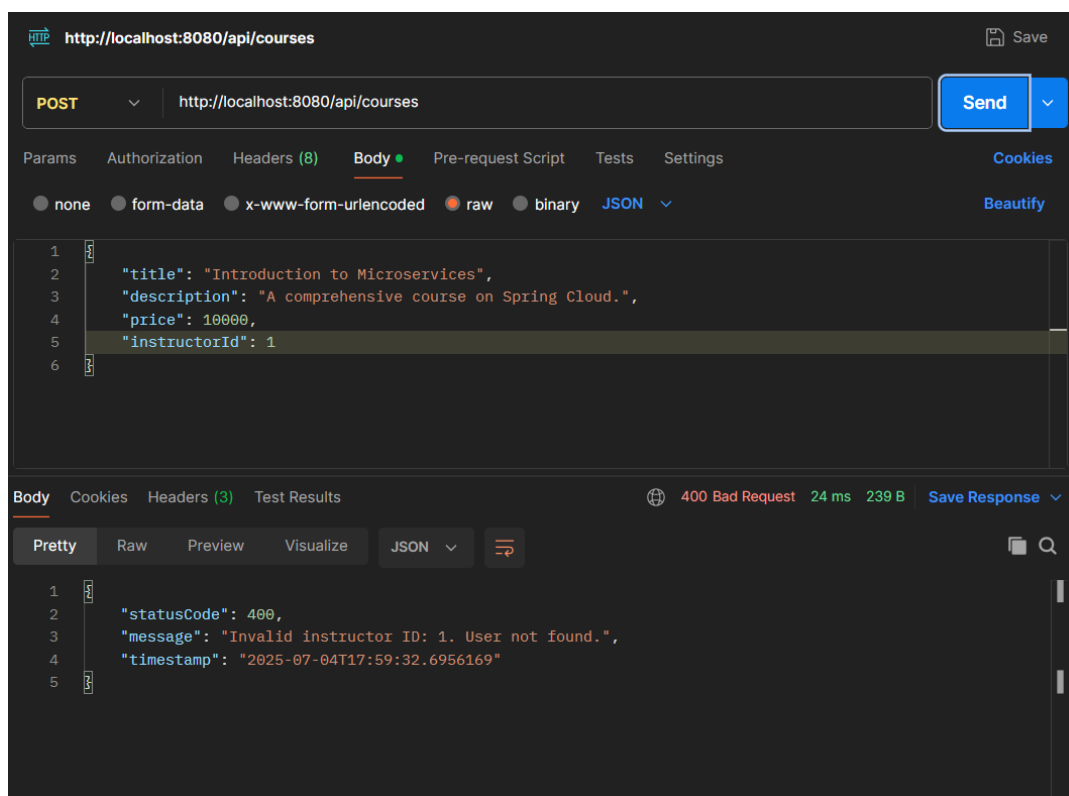 HTTP http://localhost:8080/api/courses Save
POST http://localhost:8080/api/courses Send
Params Authorization Headers (8) Body Pre-request Script Tests Settings Cookies
none form-data x-www-form-urlencoded raw binary JSON Beautify
1 {
2 "title": "Introduction to Microservices",
3 "description": "A comprehensive course on Spring Cloud.",
4 "price": 10000,
5 "instructorId": 1
6 }
Body Cookies Headers (3) Test Results 400 Bad Request 24 ms 239 B Save Response
Pretty Raw Preview Visualize JSON
1 {
2 "statusCode": 400,
3 "message": "Invalid instructor ID: 1. User not found.",
4 "timestamp": "2025-07-04T17:59:32.6956169"
5 }